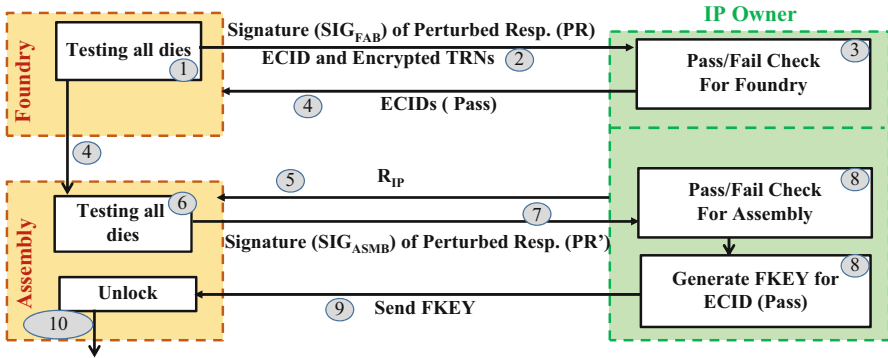 IP Owner
Foundry
Testing all dies
1
Signature (SIG_FAB) of Perturbed Resp. (PR)
ECID and Encrypted TRNs
2
Pass/Fail Check
For Foundry
3
4
ECIDs ( Pass)
4
Assembly
5
R_IP
Testing all
dies
6
7
Signature (SIG_ASMB) of Perturbed Resp. (PR’)
Pass/Fail Check
For Assembly
8
Generate FKEY for
ECID (Pass)
8
Unlock
9
Send FKEY
10